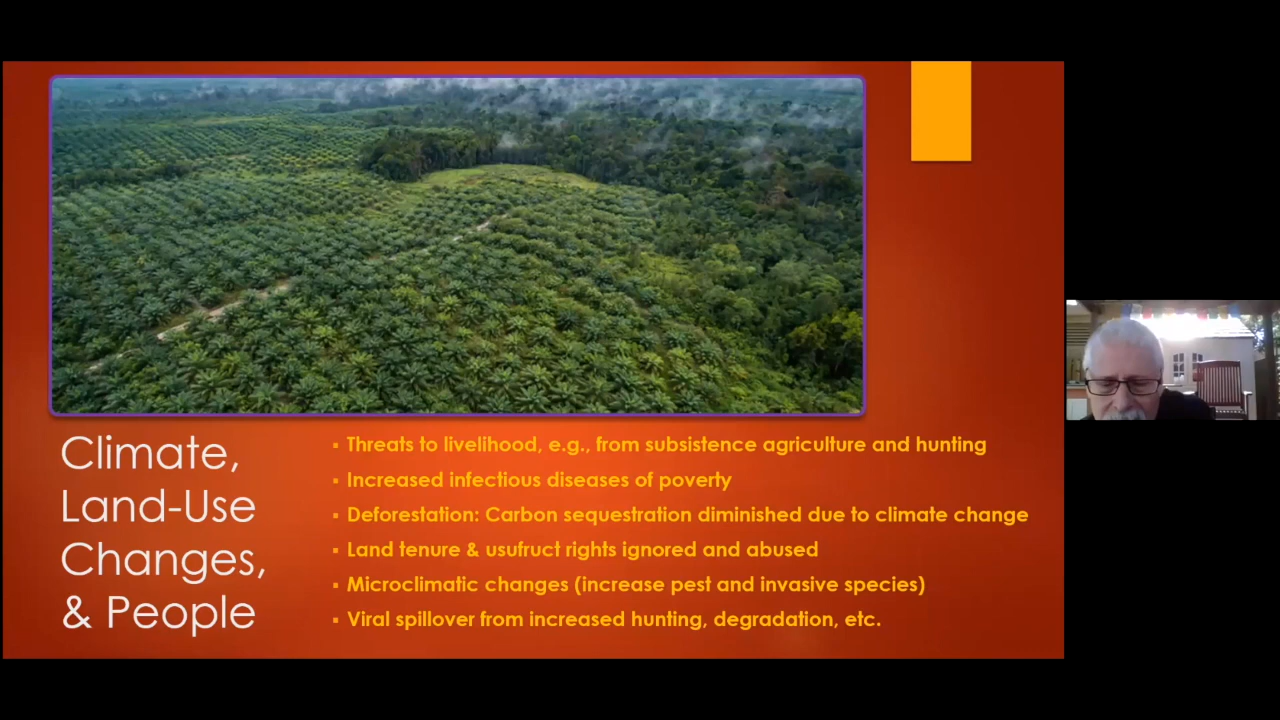 Climate,
Land-Use
Changes,
& People
Threats to livelihood, e.g., from subsistence agriculture and hunting
Increased infectious diseases of poverty
Deforestation: Carbon sequestration diminished due to climate change
Land tenure & usufruct rights ignored and abused
Microclimatic changes (increase pest and invasive species)
Viral spillover from increased hunting, degradation, etc.